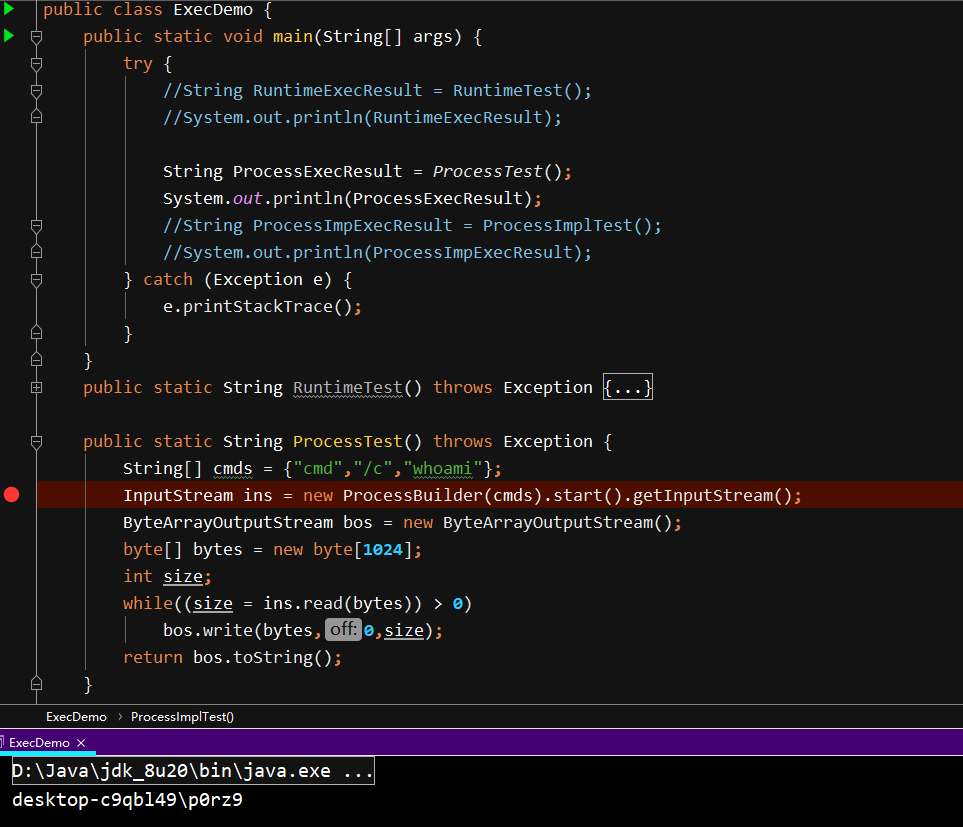 public class ExecDemo {
public static void main(String[] args) {
try {
//String RuntimeExecResult = RuntimeTest();
//System.out.println(RuntimeExecResult);
String ProcessExecResult = ProcessTest();
System.out.println(ProcessExecResult);
//String ProcessImpExecResult = ProcessImplTest();
//System.out.println(ProcessImpExecResult);
} catch (Exception e) {
e.printStackTrace();
}
}
public static String RuntimeTest() throws Exception {...}
public static String ProcessTest() throws Exception {
String[] cmds = {"cmd","/c","whoami"};
InputStream ins = new ProcessBuilder(cmds).start().getInputStream();
ByteArrayOutputStream bos = new ByteArrayOutputStream();
byte[] bytes = new byte[1024];
int size;
while((size = ins.read(bytes)) > 0)
bos.write(bytes, off: 0,size);
return bos.toString();
}
ExecDemo › ProcessImplTest()
ExecDemo ×
D:\Java\jdk_8u20\bin\java.exe ...
desktop-c9qbl49\p0rz9